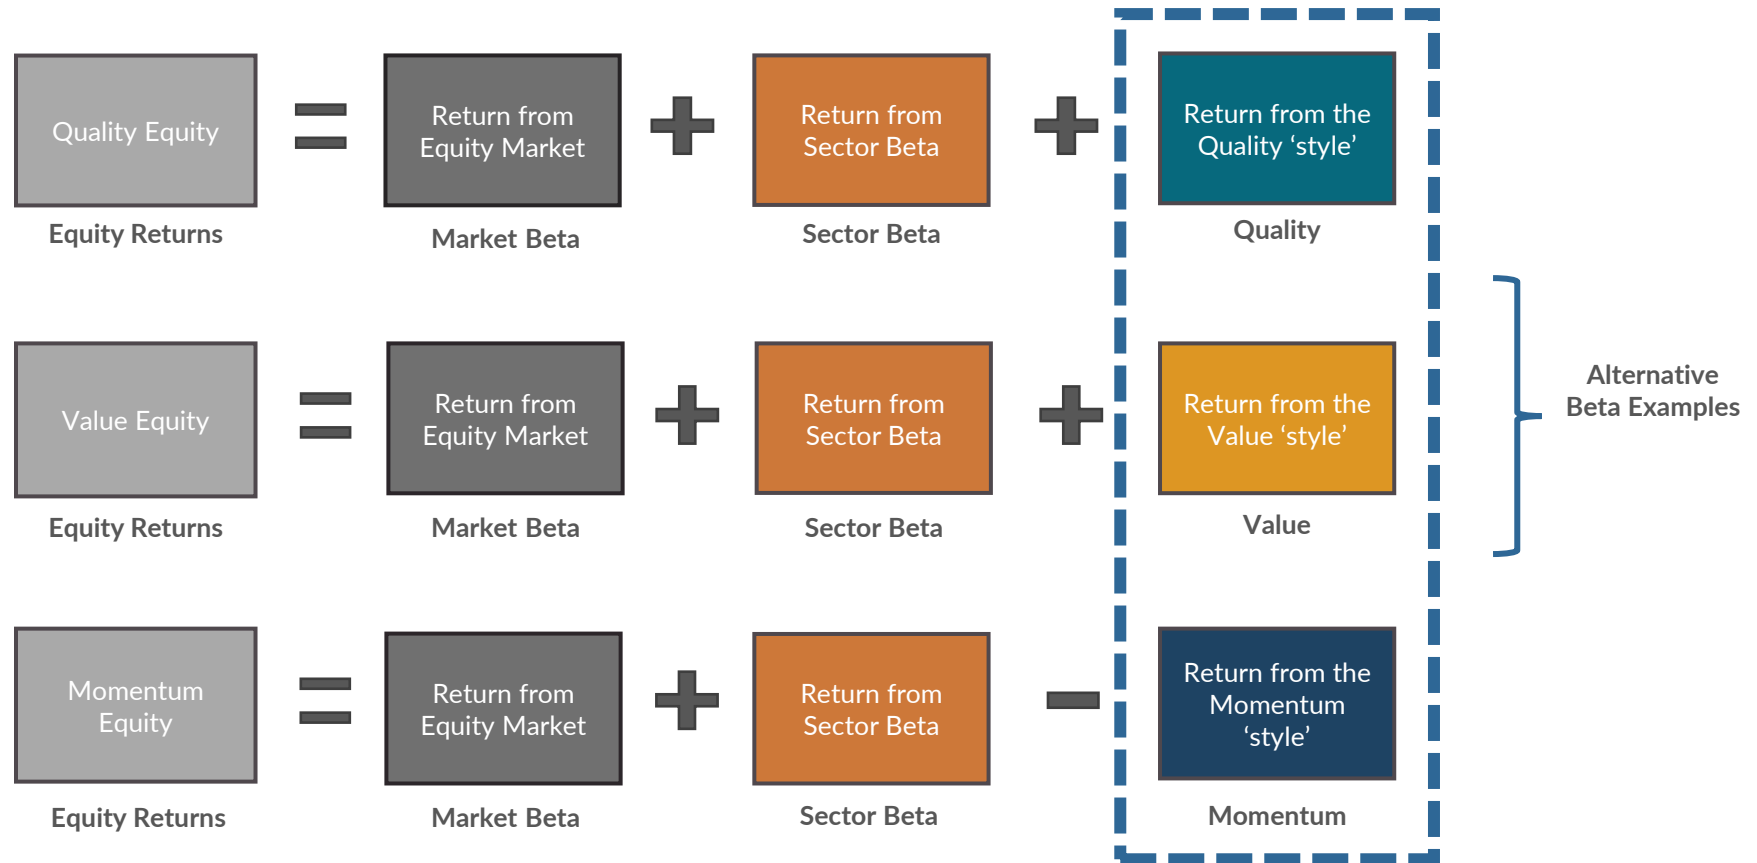 Quality Equity
Return from
Equity Market
Return from
Sector Beta
Return from the
Quality ‘style’
Equity Returns
Market Beta
Sector Beta
Quality
Value Equity
Return from
Equity Market
Return from
Sector Beta
Return from the
Value ‘style’
Alternative
Beta Examples
Equity Returns
Market Beta
Sector Beta
Value
Momentum
Equity
Return from
Equity Market
Return from
Sector Beta
Return from the
Momentum
‘style’
Equity Returns
Market Beta
Sector Beta
Momentum